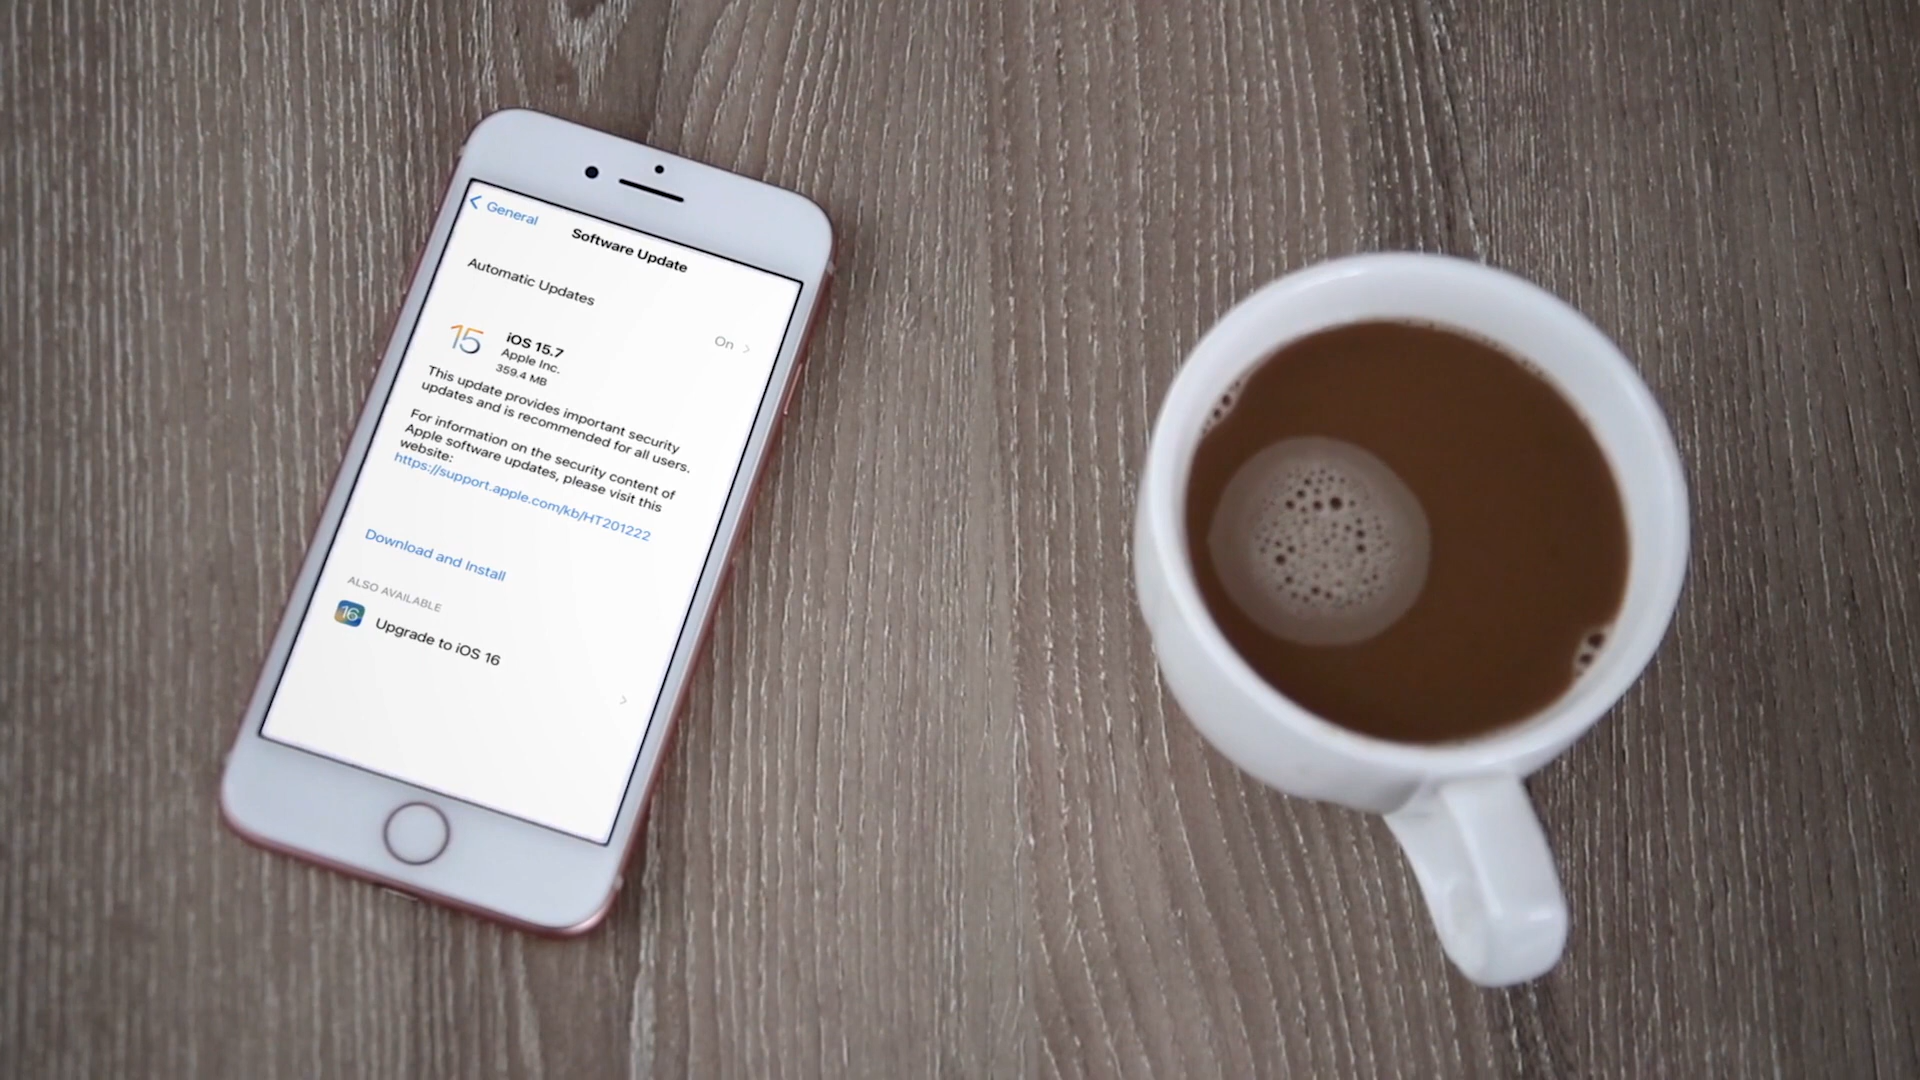 General
Software Update
Automatic Updates
On
15
iOS 15.7
Apple Inc.
359.4 MB
This update provides important security
updates and is recommended for all users.
For information on the security content of
Apple software updates, please visit this
website:
https://support.apple.com/kb/HT201222
Download and Install
ALSO AVAILABLE
16
Upgrade to iOS 16